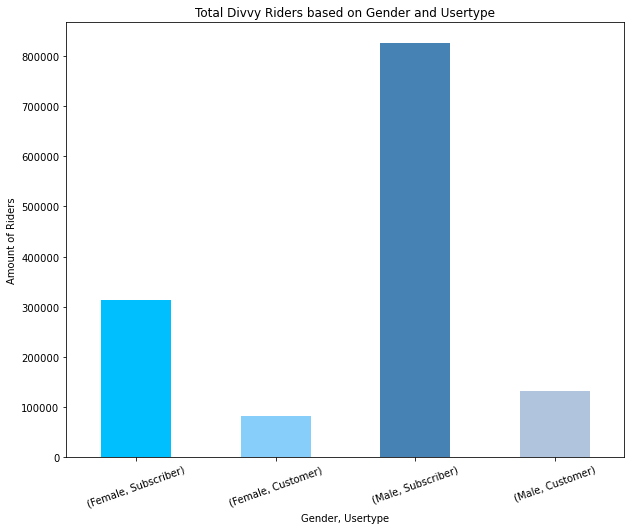 Total Divvy Riders based on Gender and Usertype
800000
700000
600000
500000
400000
300000
200000
100000
0
Amount of Riders
(Female, Subscriber)
(Female, Customer)
(Male, Subscriber)
(Male, Customer)
Gender, Usertype